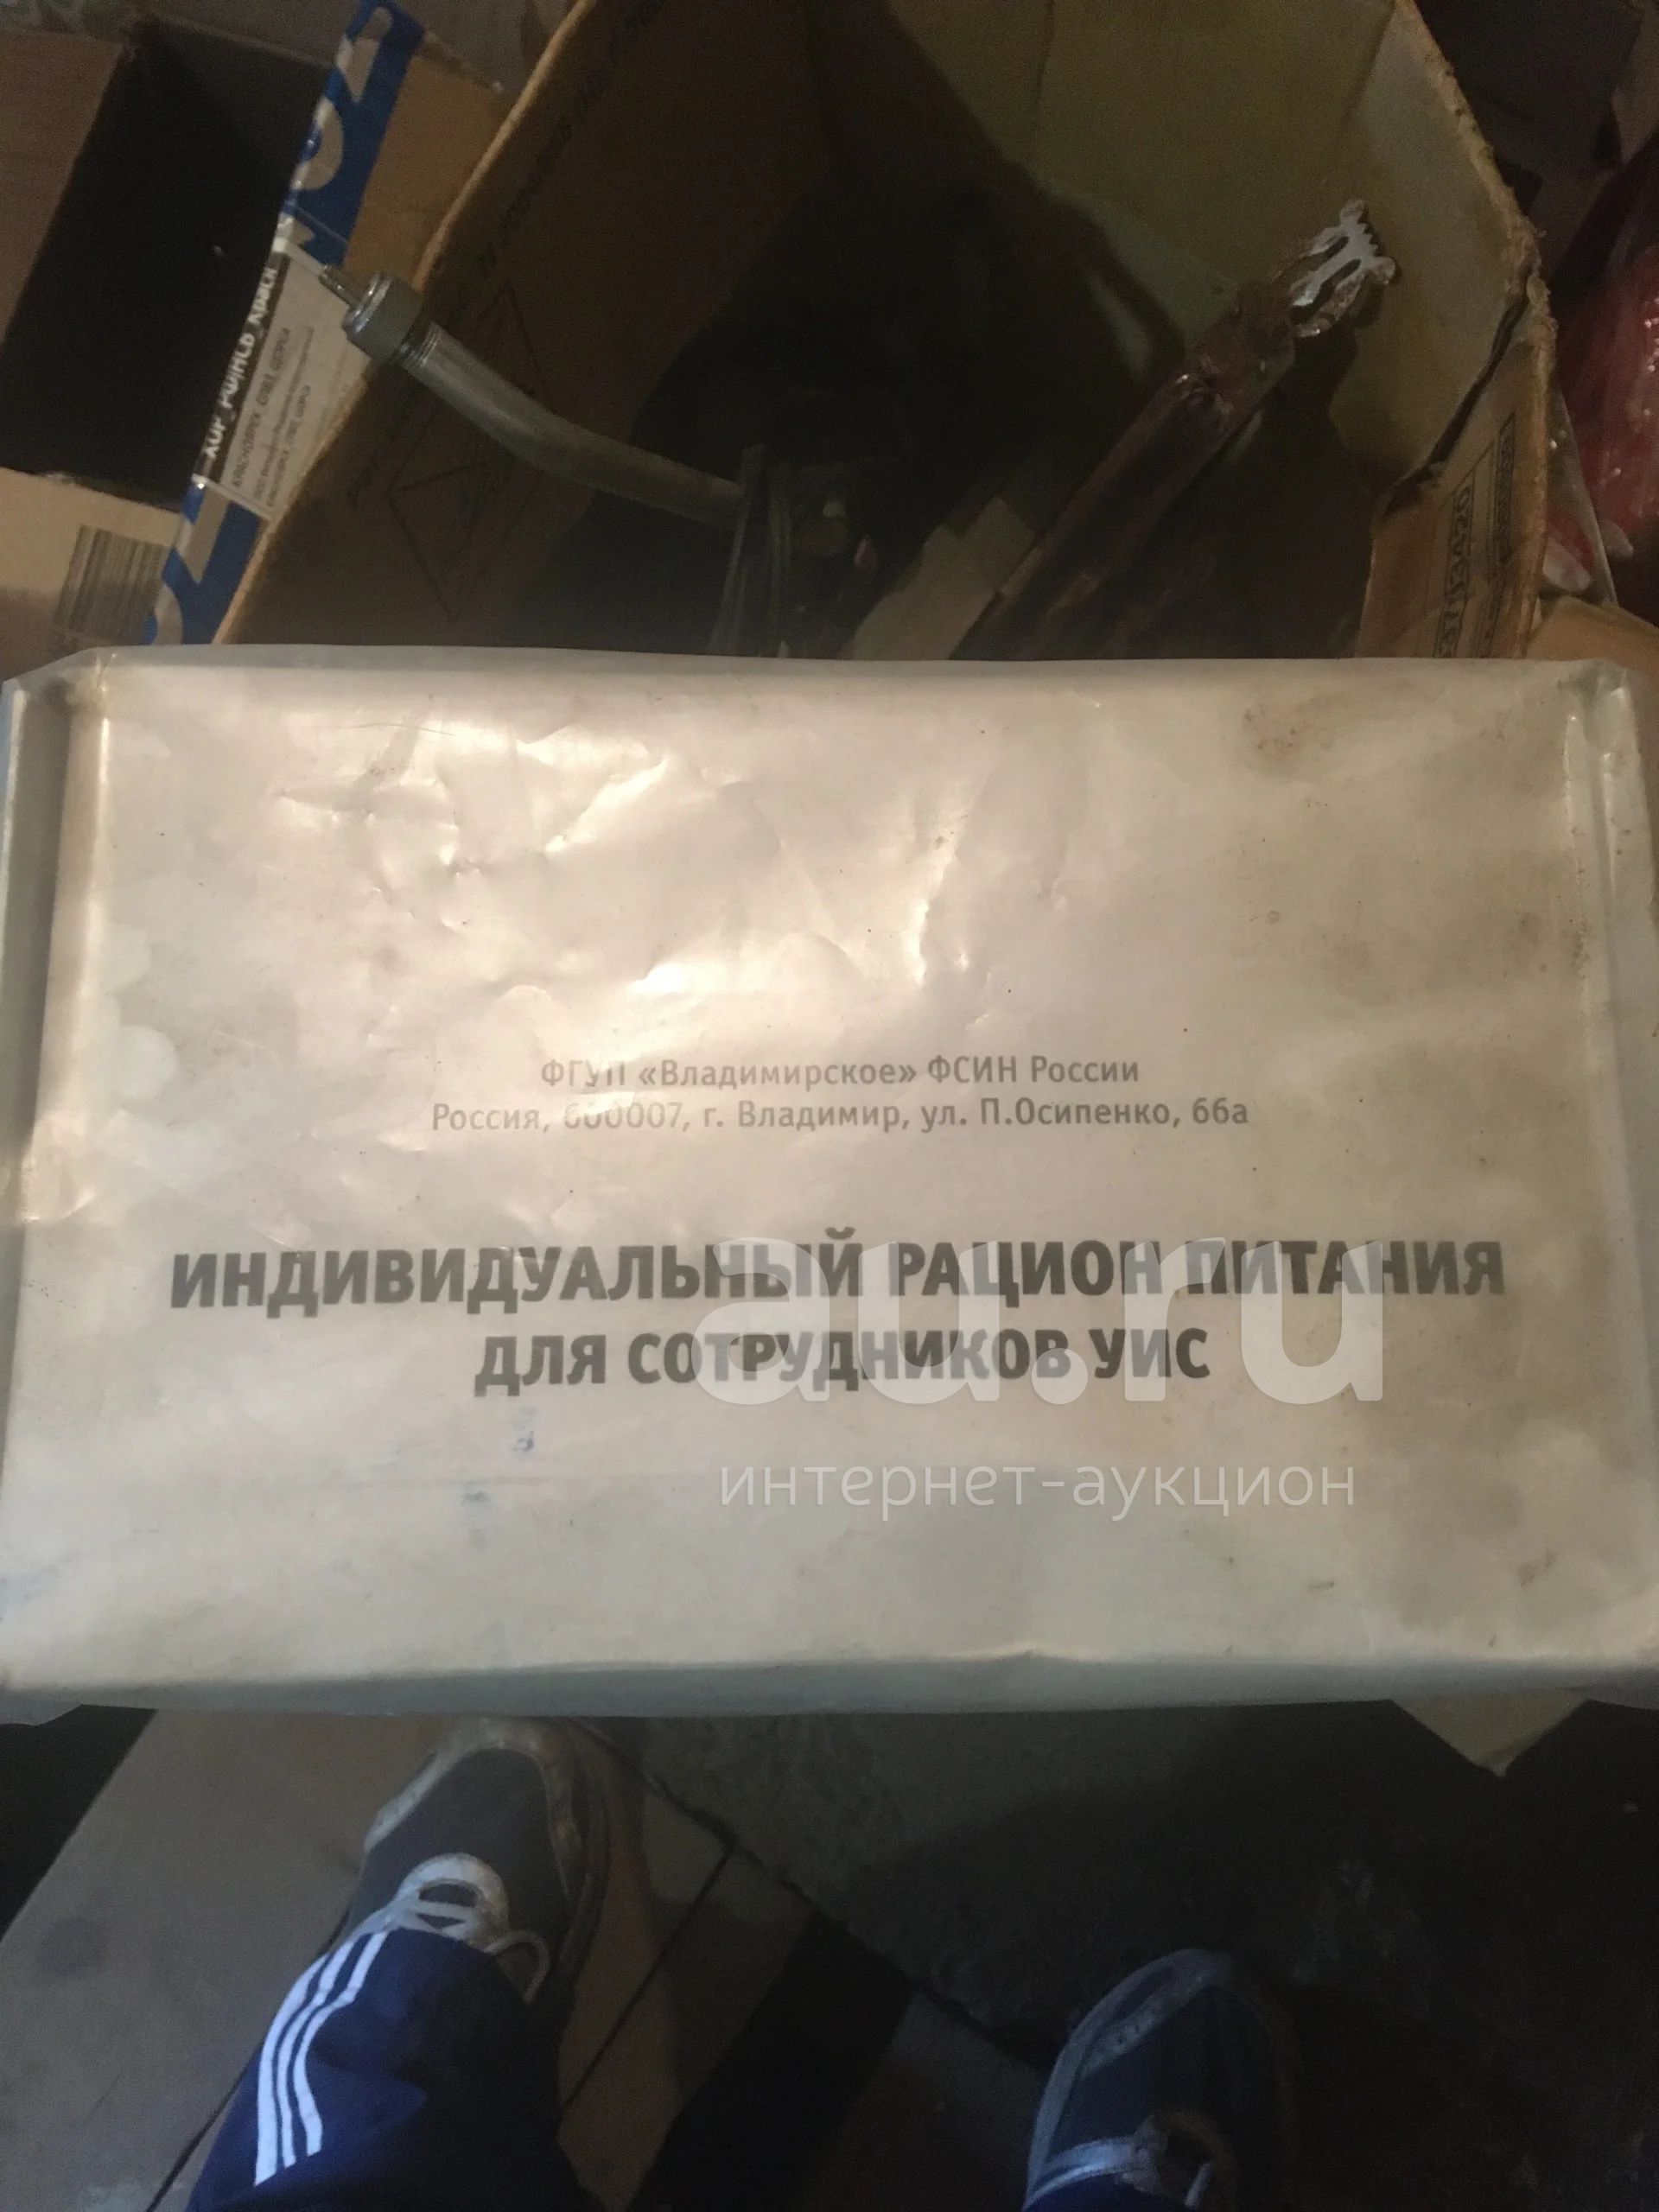 ФГУП «Владимирское» ФСИН России
Россия, 600007, г. Владимир, ул. П.Осипенко, 66а
ИНДИВИДУАЛЬНЫЙ РАЦИОН ПИТАНИЯ
ДЛЯ СОТРУДНИКОВ УИС
au.ru
интернет-аукцион